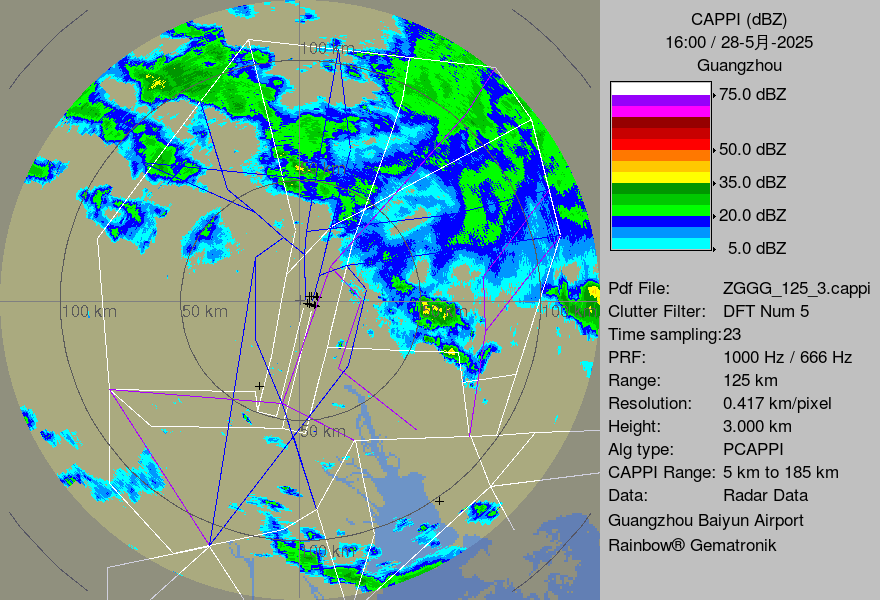 CAPPI (dBZ)
16:00 / 28-5月-2025
Guangzhou
75.0 dBZ
50.0 dBZ
35.0 dBZ
20.0 dBZ
5.0 dBZ
Pdf File: ZGGG_125_3.cappi
Clutter Filter: DFT Num 5
Time sampling:23
PRF: 1000 Hz / 666 Hz
Range: 125 km
Resolution: 0.417 km/pixel
Height: 3.000 km
Alg type: PCAPPI
CAPPI Range: 5 km to 185 km
Data: Radar Data
Guangzhou Baiyun Airport
Rainbow® Gematronik
100 km
100 km
50 km
50 km
100 km